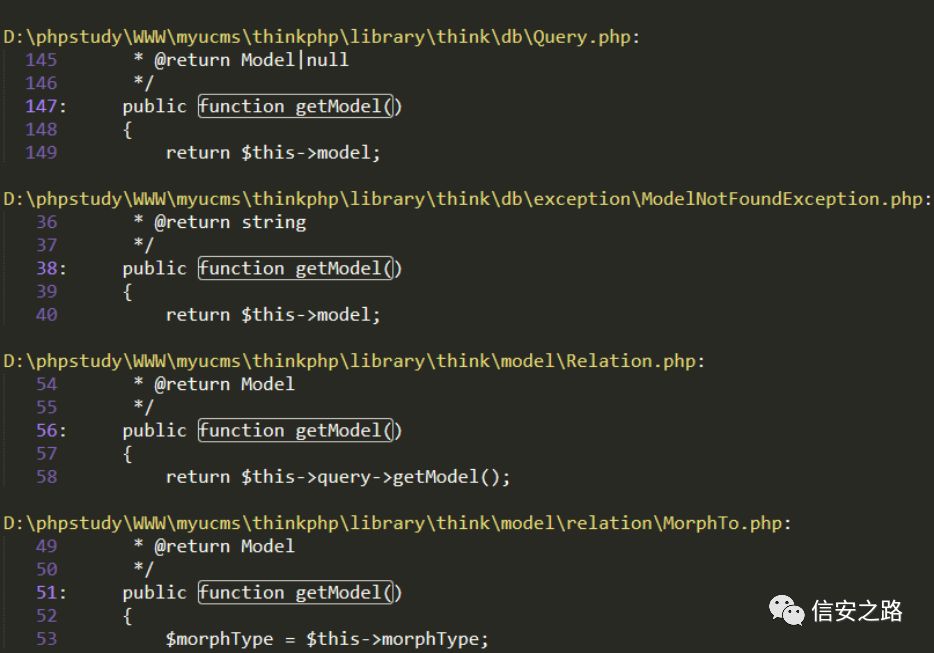 D:\phpstudy\WWW\myucms\thinkphp\library\think\db\Query.php:
145 * @return Model|null
146 */
147: public function getModel()
148 {
149 return $this->model;
D:\phpstudy\WWW\myucms\thinkphp\library\think\db\exception\ModelNotFoundException.php:
36 * @return string
37 */
38: public function getModel()
39 {
40 return $this->model;
D:\phpstudy\WWW\myucms\thinkphp\library\think\model\Relation.php:
54 * @return Model
55 */
56: public function getModel()
57 {
58 return $this->query->getModel();
D:\phpstudy\WWW\myucms\thinkphp\library\think\model\relation\MorphTo.php:
49 * @return Model
50 */
51: public function getModel()
52 {
53 $morphType = $this->morphType;
信安之路